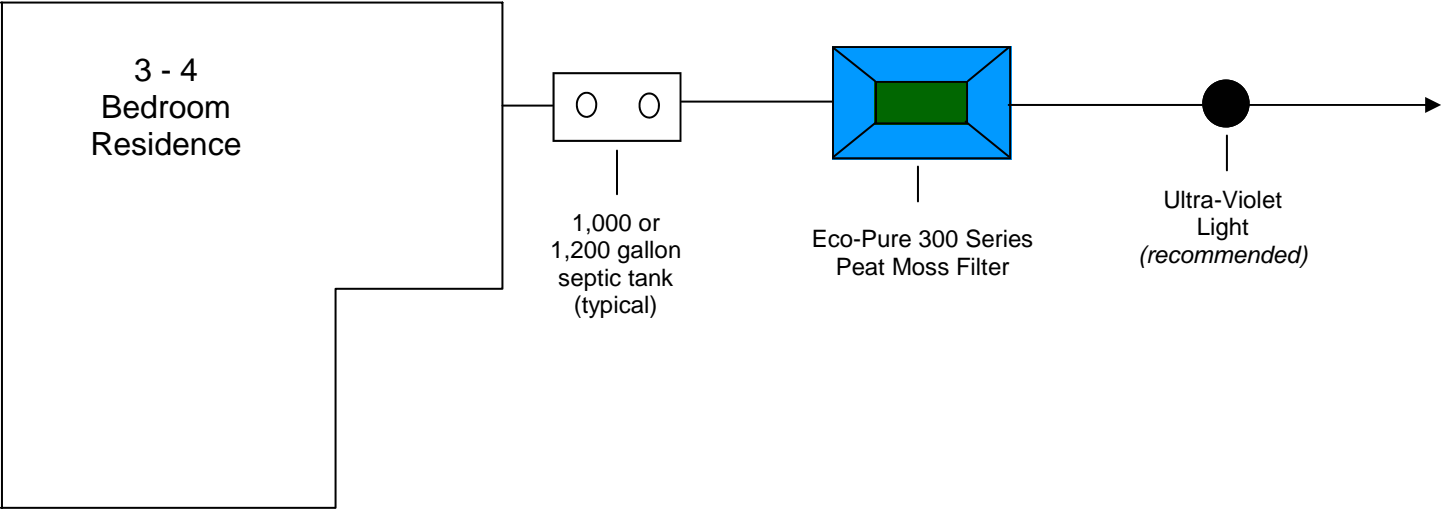 3 - 4
Bedroom
Residence
1,000 or
1,200 gallon
septic tank
(typical)
Eco-Pure 300 Series
Peat Moss Filter
Ultra-Violet
Light
(recommended)